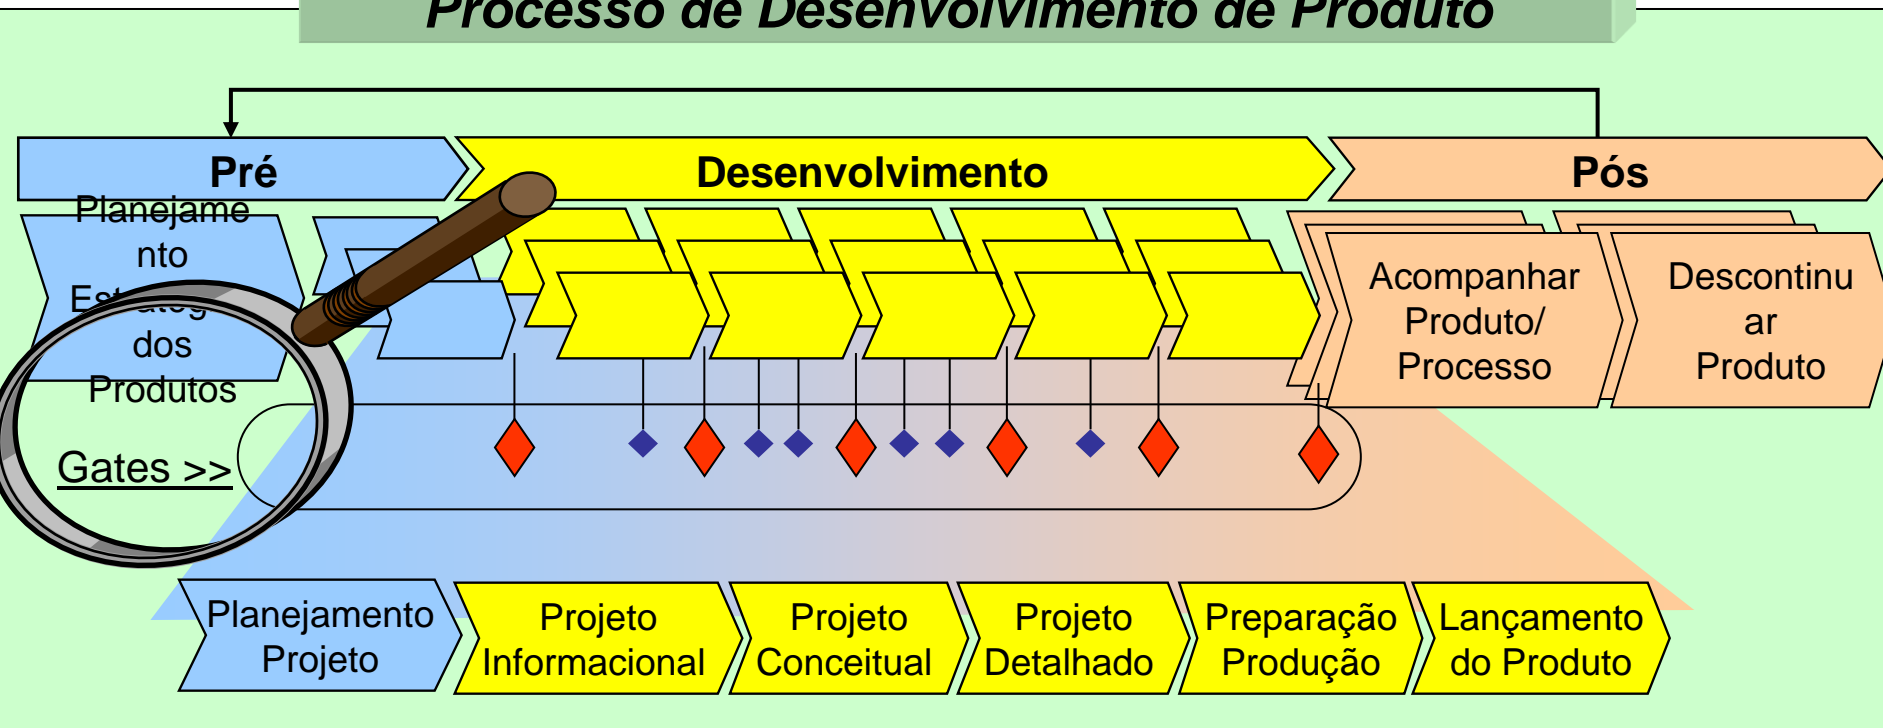 Processo de Desenvolvimento de Produto
Pré
Desenvolvimento
Pós
Planejame
nto
dos
Produtos
Acompanhar
Produto/
Processo
Descontinu
ar
Produto
Gates >>
Planejamento
Projeto
Projeto
Informacional
Projeto
Conceitual
Projeto
Detalhado
Preparação
Produção
Lançamento
do Produto